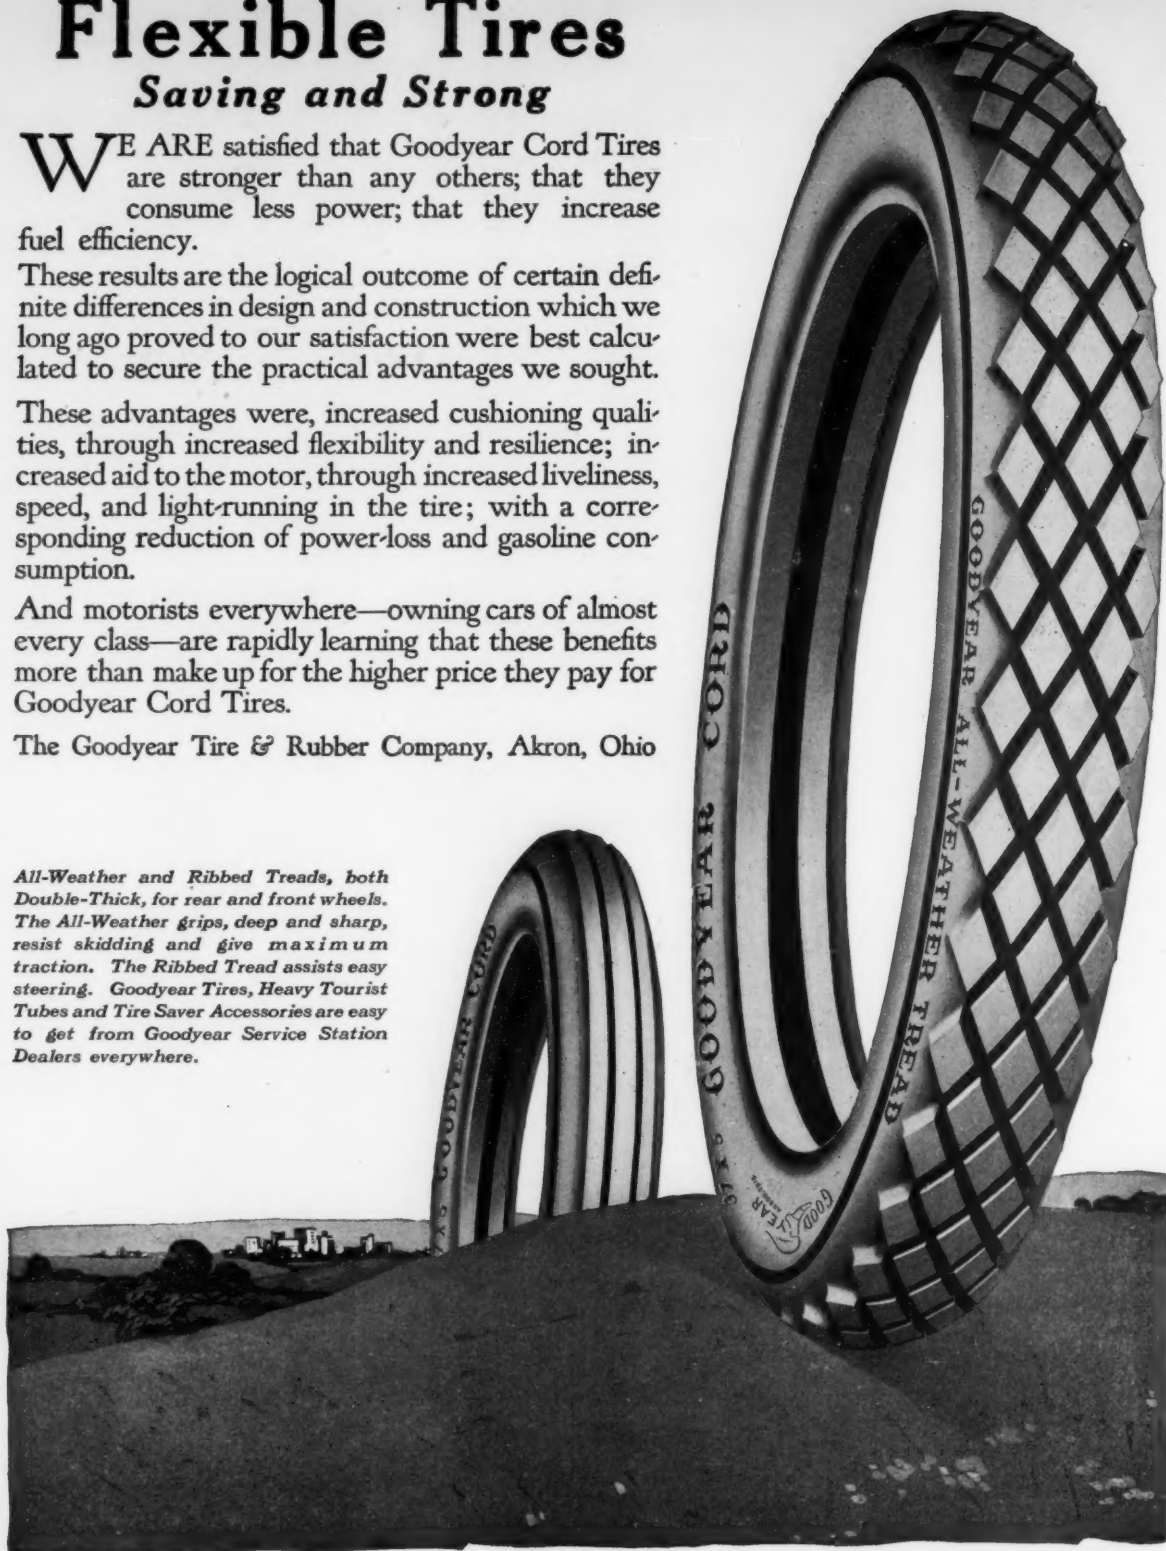 Flexible Tires
Saving and Strong
WE ARE satisfied that Goodyear Cord Tires
are stronger than any others; that they
consume less power; that they increase
fuel efficiency.
These results are the logical outcome of certain defi-
nite differences in design and construction which we
long ago proved to our satisfaction were best calcu-
lated to secure the practical advantages we sought.
These advantages were, increased cushioning quali-
ties, through increased flexibility and resilience; in-
creased aid to the motor, through increased liveliness,
speed, and light-running in the tire; with a corre-
sponding reduction of power-loss and gasoline con-
sumption.
And motorists everywhere—owning cars of almost
every class—are rapidly learning that these benefits
more than make up for the higher price they pay for
Goodyear Cord Tires.
The Goodyear Tire & Rubber Company, Akron, Ohio
All-Weather and Ribbed Treads, both
Double-Thick, for rear and front wheels.
The All-Weather grips, deep and sharp,
resist skidding and give maximum
traction. The Ribbed Tread assists easy
steering. Goodyear Tires, Heavy Tourist
Tubes and Tire Saver Accessories are easy
to get from Goodyear Service Station
Dealers everywhere.
GOODYEAR CORD
GOODYEAR CORD
GOODYEAR ALL-WEATHER TREAD
37 x 5
GOOD YEAR